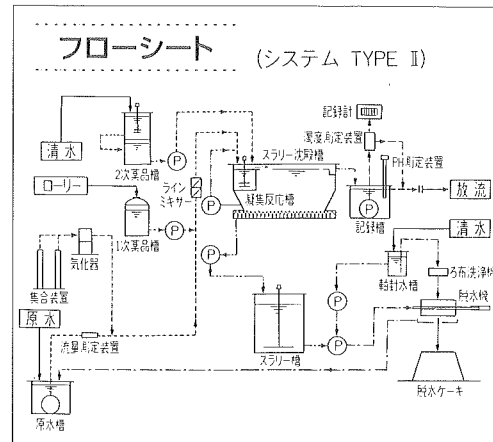 フローシート (システム TYPE Ⅱ)
記録計
濁度測定装置
清水
2次薬品槽
P
スラリー沈殿槽
PH測定装置
ローリー
ライン
ミキサー
P
凝集反応槽
P
放流
1次薬品槽
P
記録槽
清水
気化器
P
軸封水槽
ろ布洗浄機
集合装置
脱水機
原水
P
流量測定装置
スラリー槽
P
原水槽
脱水ケーキ